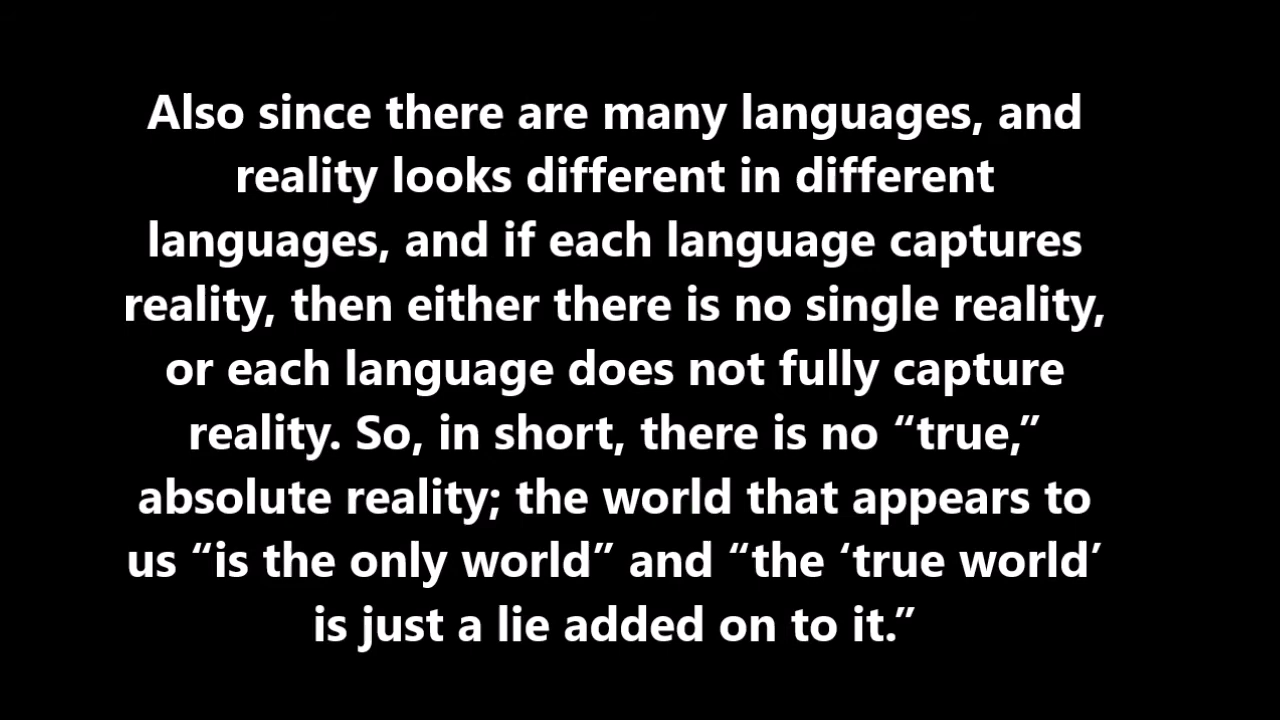 Also since there are many languages, and
reality looks different in different
languages, and if each language captures
reality, then either there is no single reality,
or each language does not fully capture
reality. So, in short, there is no “true,”
absolute reality; the world that appears to
us “is the only world” and “the ‘true world’
is just a lie added on to it.”